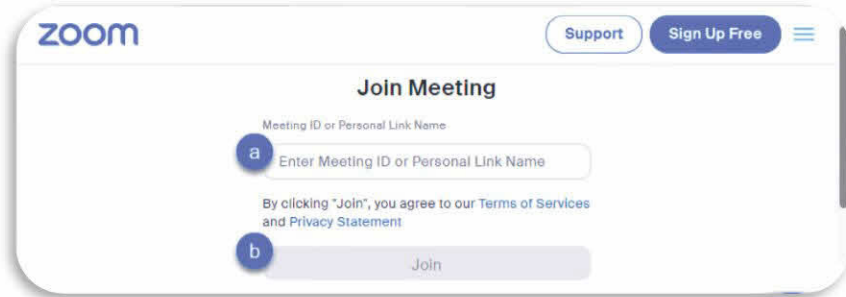 zoom
Support
Sign Up Free
Join Meeting
Meeting ID or Personal Link Name
a
Enter Meeting ID or Personal Link Name
By clicking "Join", you agree to our Terms of Services
and Privacy Statement
b
Join